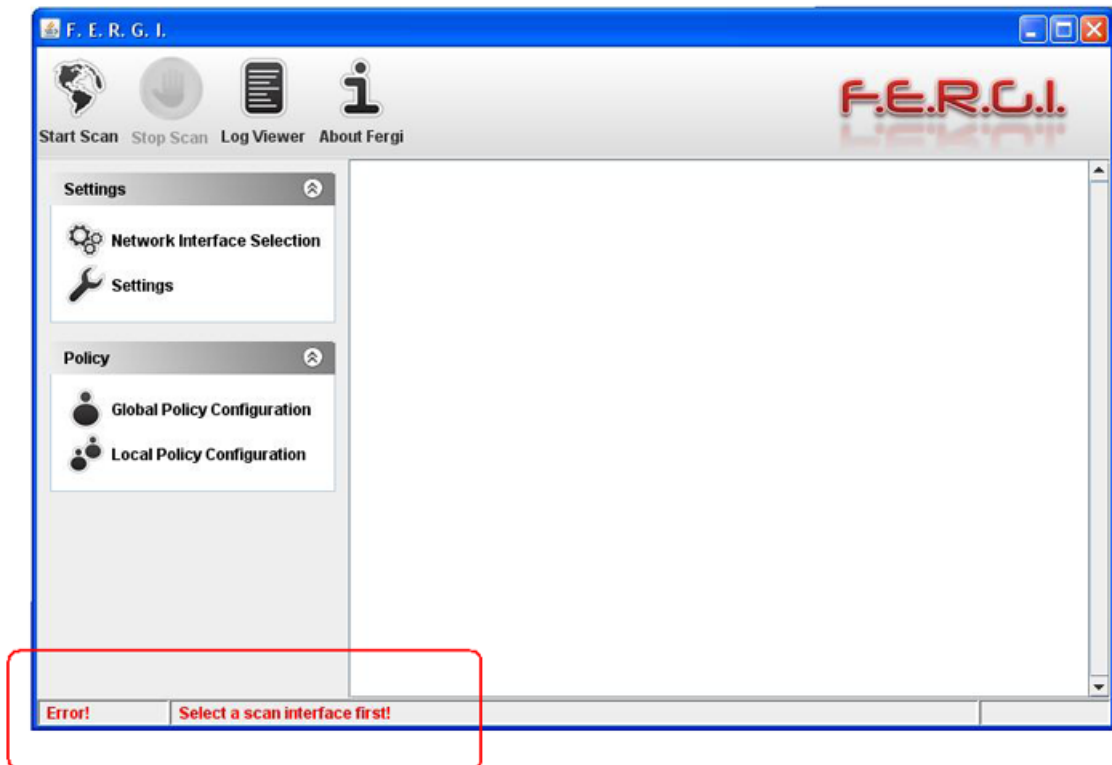 F. E. R. G. I.
Start Scan Stop Scan Log Viewer About Fergi
F.E.R.G.I.
Settings
Network Interface Selection
Settings
Policy
Global Policy Configuration
Local Policy Configuration
Error! Select a scan interface first!